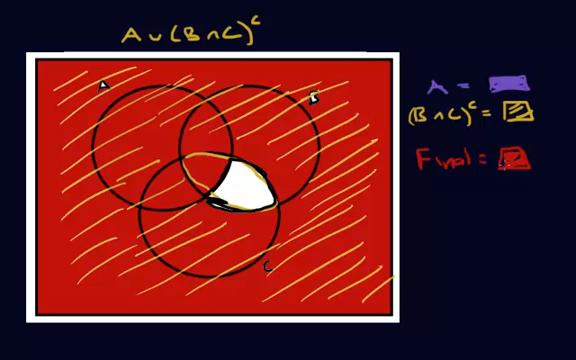 A ∪ (B ∩ C)ᶜ
A
B
C
A =
(B ∩ C)ᶜ =
Final =